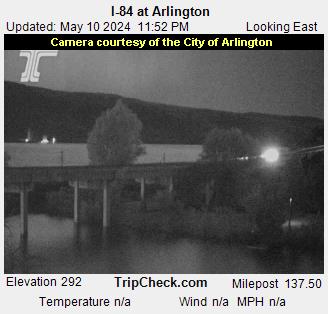 I-84 at Arlington
Updated: May 10 2024 11:52 PM Looking East
Camera courtesy of the City of Arlington
Elevation 292 TripCheck.com Milepost 137.50
Temperature n/a Wind n/a MPH n/a